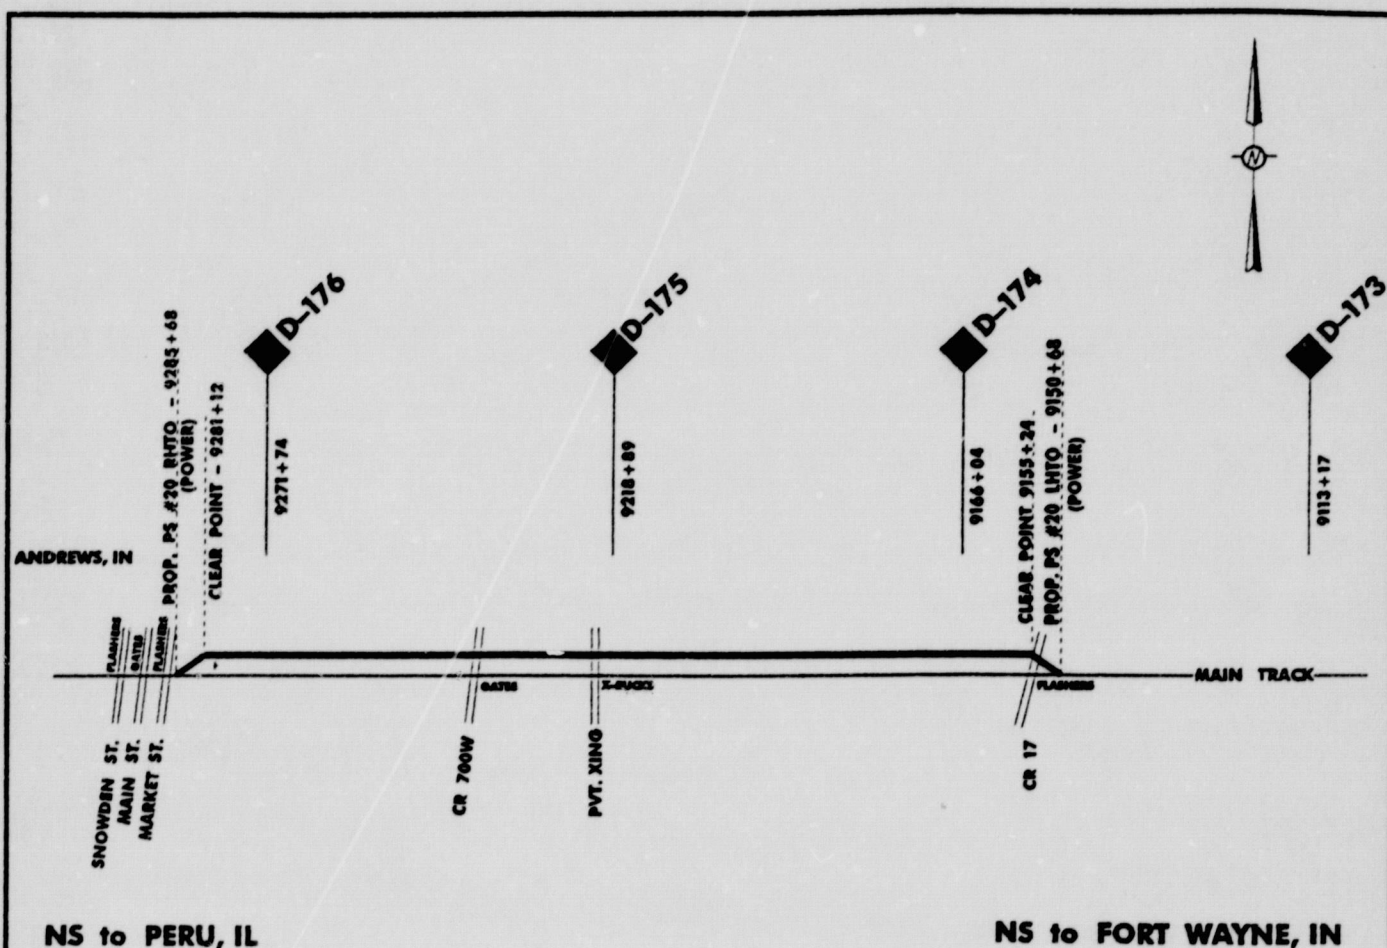 N
D-176
D-175
D-174
D-173
PROP. PS #20 RHTO - 9285+68
(POWER)
CLEAR POINT - 9281+12
9271+74
9218+89
9166+04
CLEAR POINT 9155+24
PROP. PS #20 LHTO - 9150+68
(POWER)
9113+17
ANDREWS, IN
FLASHERS
GATES
FLASHERS
GATES
X-BUCKS
FLASHERS
MAIN TRACK
SNOWDEN ST.
MAIN ST.
MARKET ST.
CR 700W
PVT. XING
CR 17
NS to PERU, IL
NS to FORT WAYNE, IN